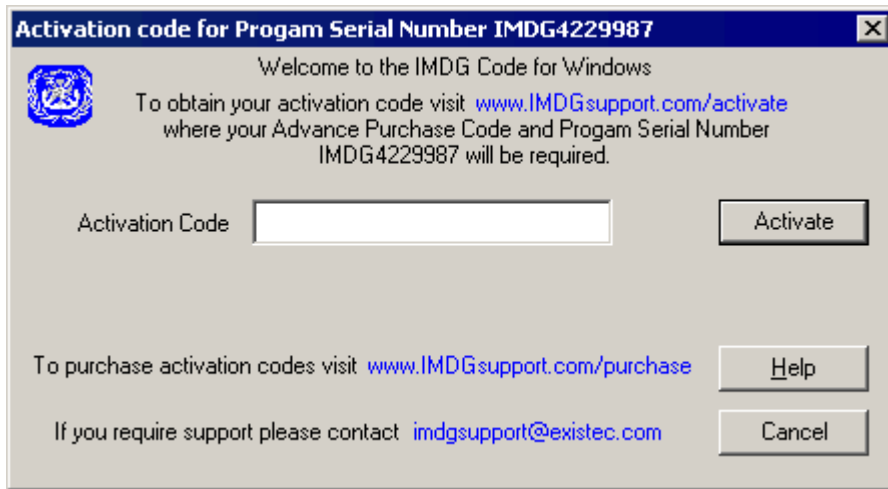 Activation code for Progam Serial Number IMDG4229987
Welcome to the IMDG Code for Windows
To obtain your activation code visit www.IMDGsupport.com/activate
where your Advance Purchase Code and Progam Serial Number
IMDG4229987 will be required.
Activation Code Activate
To purchase activation codes visit www.IMDGsupport.com/purchase Help
If you require support please contact imdgsupport@existec.com Cancel